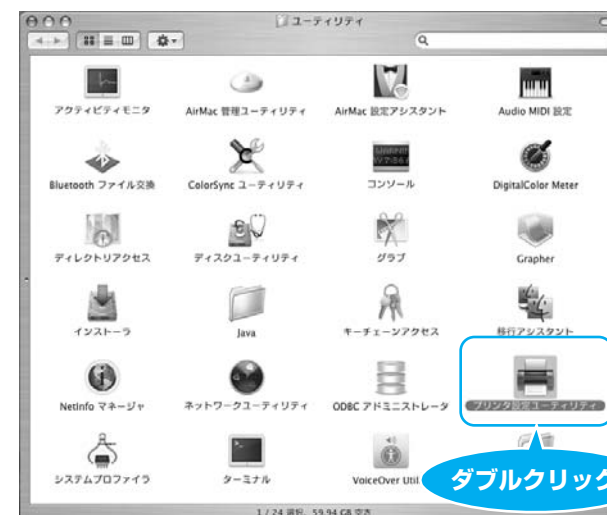 ユーティリティ
アクティビティモニタ
AirMac 管理ユーティリティ
AirMac 設定アシスタント
Audio MIDI 設定
Bluetooth ファイル交換
ColorSync ユーティリティ
コンソール
DigitalColor Meter
ディレクトリアクセス
ディスクユーティリティ
グラブ
Grapher
インストーラ
Java
キーチェーンアクセス
移行アシスタント
NetInfo マネージャ
ネットワークユーティリティ
ODBC アドミニストレータ
プリンタ設定ユーティリティ
システムプロファイラ
ターミナル
VoiceOver Util
ダブルクリック
1 / 24 選択、59.94 GB 空き